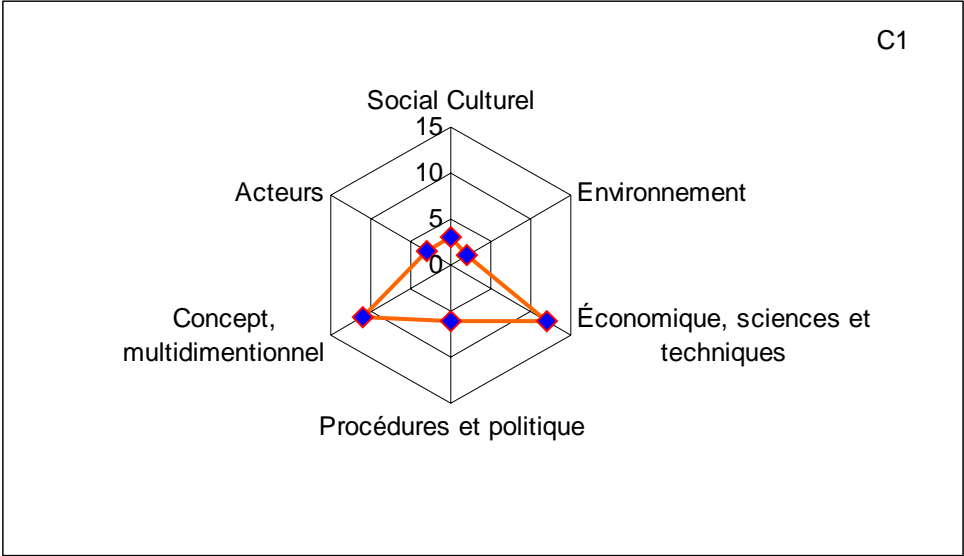 C1
Social Culturel
15
10
5
0
Acteurs
Environnement
Concept,
multidimentionnel
Économique, sciences et
techniques
Procédures et politique